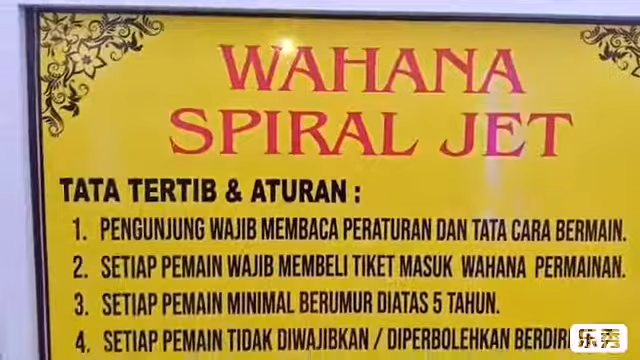 WAHANA
SPIRAL JET
TATA TERTIB & ATURAN :
1. PENGUNJUNG WAJIB MEMBACA PERATURAN DAN TATA CARA BERMAIN.
2. SETIAP PEMAIN WAJIB MEMBELI TIKET MASUK WAHANA PERMAINAN.
3. SETIAP PEMAIN MINIMAL BERUMUR DIATAS 5 TAHUN.
4. SETIAP PEMAIN TIDAK DIWAJIBKAN / DIPERBOLEHKAN
乐秀